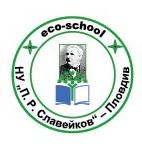 eco-school
НУ „П. Р. Славейков“ – Пловдив